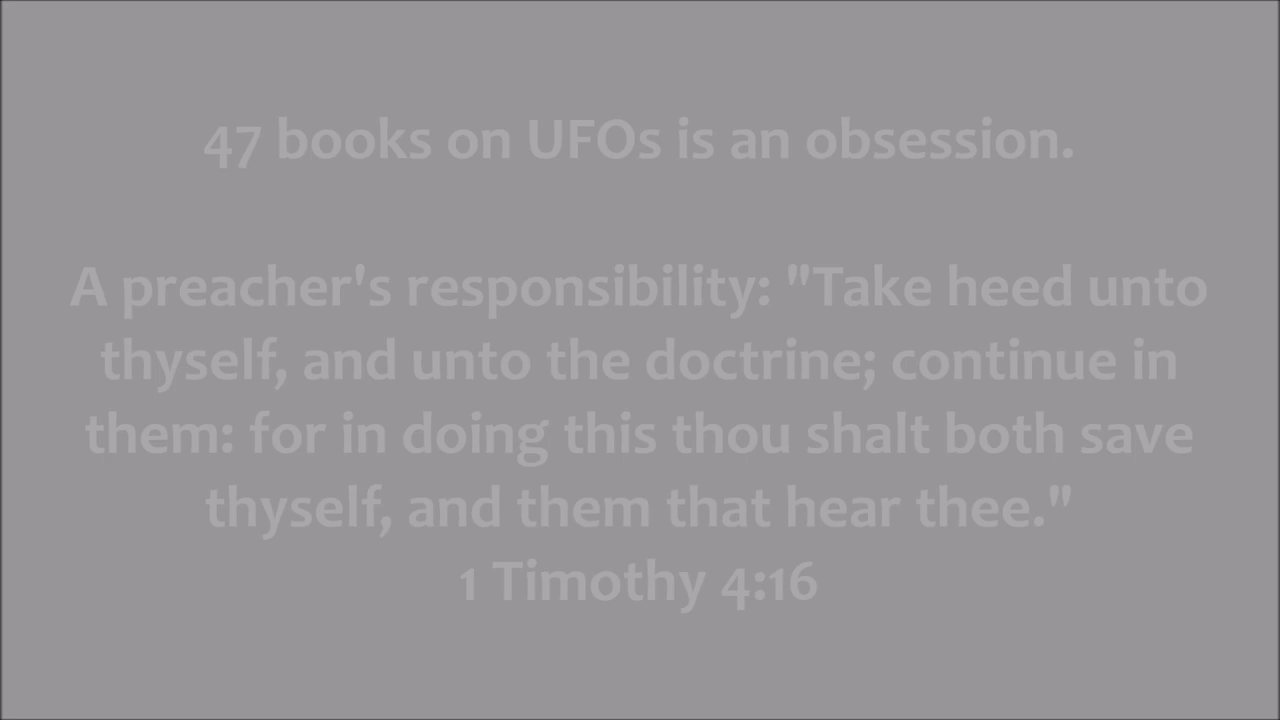 47 books on UFOs is an obsession.
A preacher's responsibility: "Take heed unto
thyself, and unto the doctrine; continue in
them: for in doing this thou shalt both save
thyself, and them that hear thee."
1 Timothy 4:16